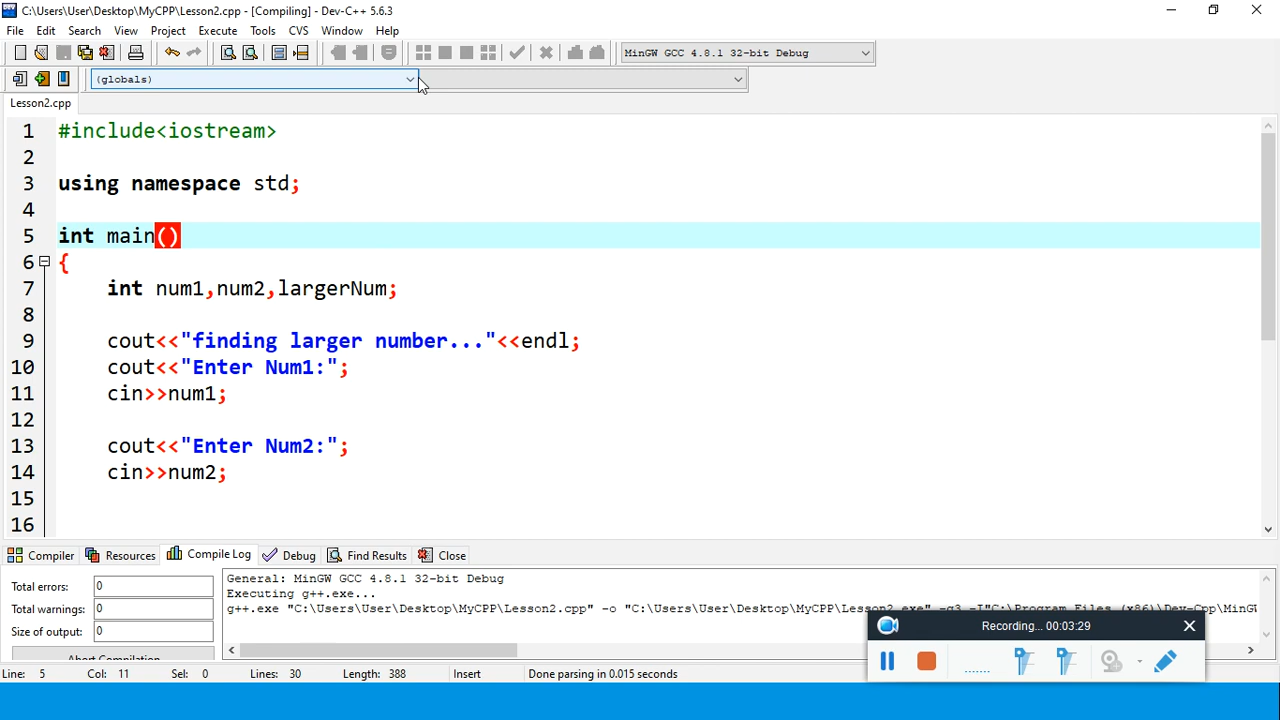 C:\Users\User\Desktop\MyCPP\Lesson2.cpp - [Compiling] - Dev-C++ 5.6.3
File Edit Search View Project Execute Tools CVS Window Help
MinGW GCC 4.8.1 32-bit Debug
(globals)
Lesson2.cpp
1 #include<iostream>
2
3 using namespace std;
4
5 int main()
6 {
7 int num1,num2,largerNum;
8
9 cout<<"finding larger number..."<<endl;
10 cout<<"Enter Num1:";
11 cin>>num1;
12
13 cout<<"Enter Num2:";
14 cin>>num2;
15
16
Compiler Resources Compile Log Debug Find Results Close
Total errors: 0
Total warnings: 0
Size of output: 0
Abort Compilation
General: MinGW GCC 4.8.1 32-bit Debug
Executing g++.exe...
g++.exe "C:\Users\User\Desktop\MyCPP\Lesson2.cpp" -o "C:\Users\User\Desktop\MyCPP\Lesson2.exe" -g3 -I"C:\Program Files (x86)\Dev-Cpp\MinG
Recording... 00:03:29
Line: 5 Col: 11 Sel: 0 Lines: 30 Length: 388 Insert Done parsing in 0.015 seconds